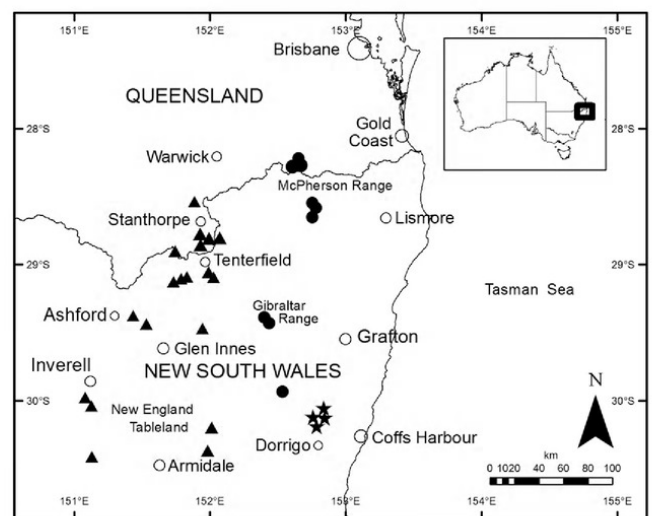 151°E 152°E 153°E 154°E 155°E
Brisbane
QUEENSLAND
Gold
Coast
28°S 28°S
Warwick
McPherson Range
Stanthorpe
Lismore
Tenterfield
29°S 29°S
Tasman Sea
Ashford
Gibraltar
Range
Grafton
Glen Innes
Inverell
NEW SOUTH WALES
N
30°S 30°S
New England
Tableland
Dorrigo
Coffs Harbour
Armidale
km
0 10 20 40 60 80 100
151°E 152°E 153°E 154°E 155°E